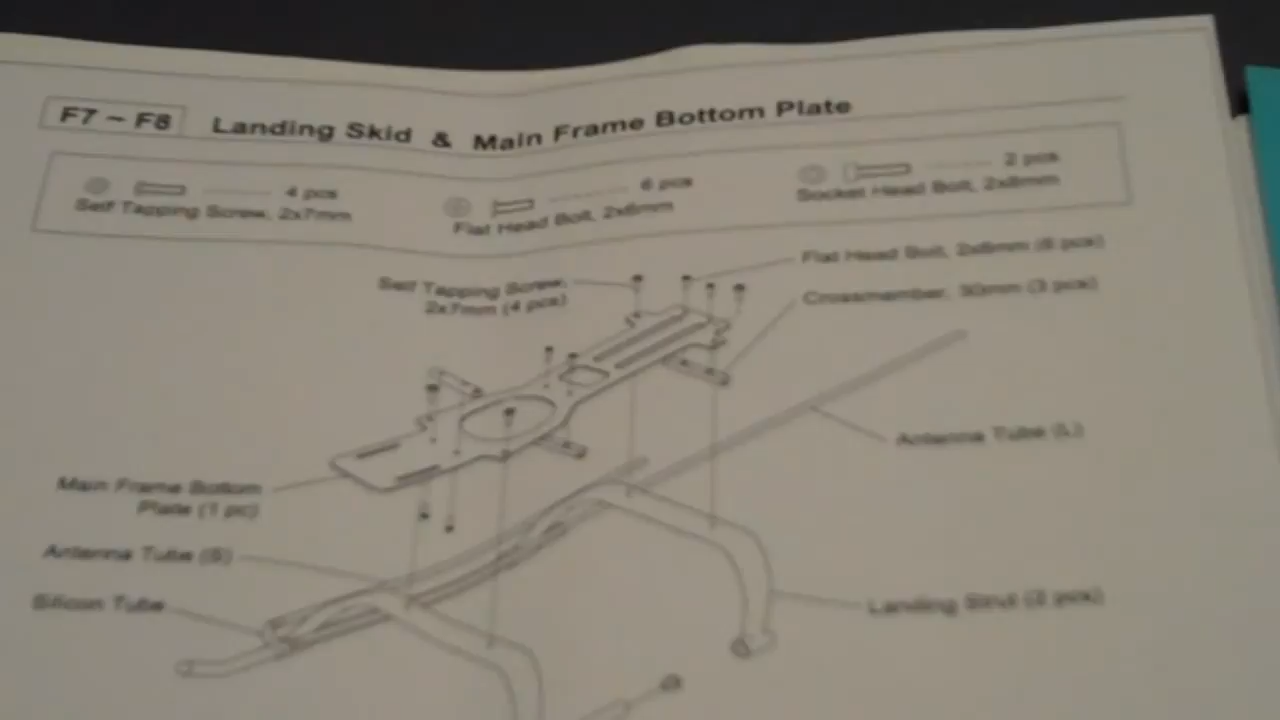 F7 ~ F8 Landing Skid & Main Frame Bottom Plate
4 pcs
Self Tapping Screw, 2x7mm
6 pcs
Flat Head Bolt, 2x6mm
2 pcs
Socket Head Bolt, 2x8mm
Self Tapping Screw,
2x7mm (4 pcs)
Flat Head Bolt, 2x6mm (6 pcs)
Crossmember, 30mm (3 pcs)
Antenna Tube (L)
Main Frame Bottom
Plate (1 pc)
Antenna Tube (S)
Silicon Tube
Landing Strut (2 pcs)